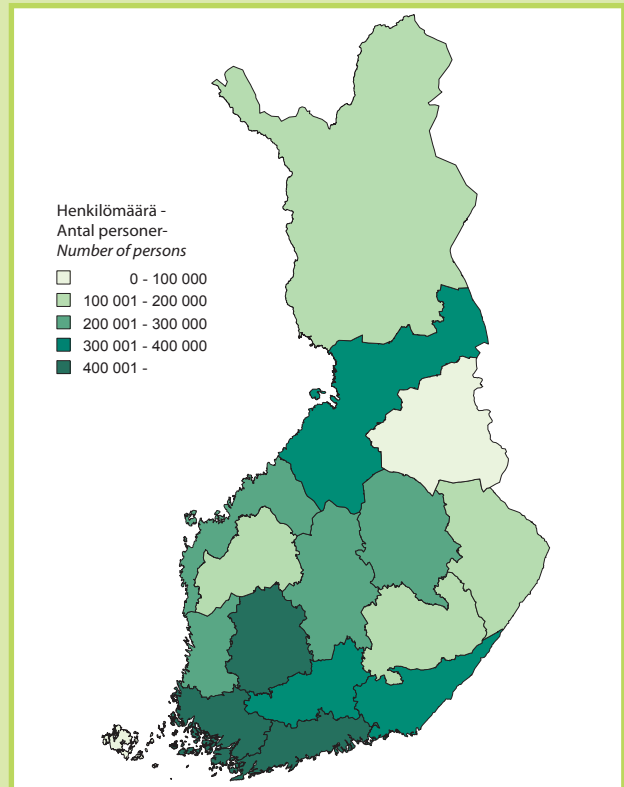 Henkilömäärä -
Antal personer-
Number of persons
0 - 100 000
100 001 - 200 000
200 001 - 300 000
300 001 - 400 000
400 001 -